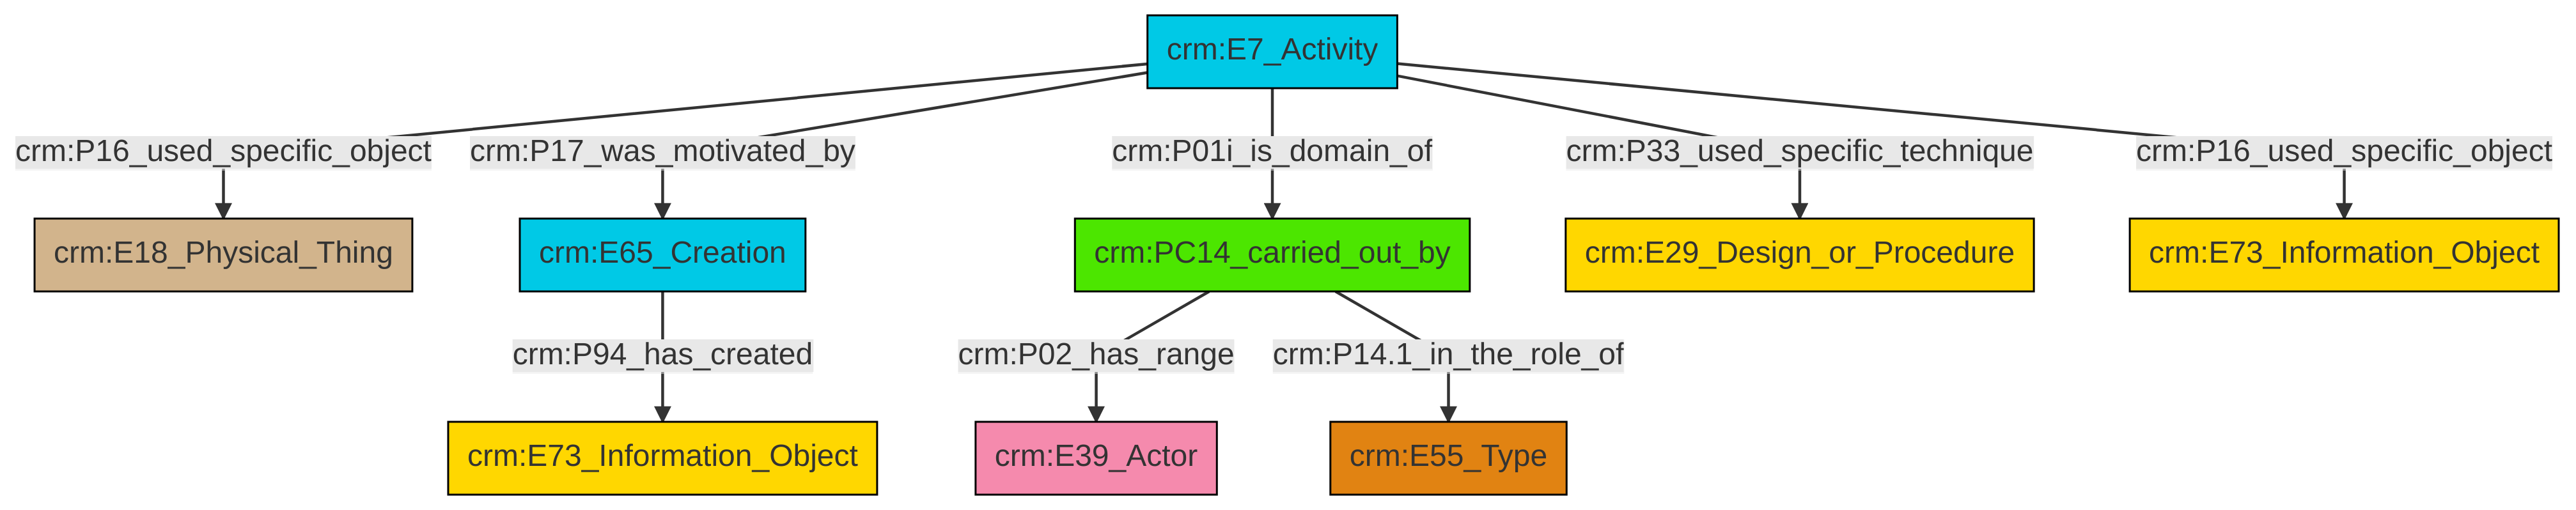 crm:E7_Activity
crm:P16_used_specific_object
crm:P17_was_motivated_by
crm:P01i_is_domain_of
crm:P33_used_specific_technique
crm:P16_used_specific_object
crm:E18_Physical_Thing
crm:E65_Creation
crm:PC14_carried_out_by
crm:E29_Design_or_Procedure
crm:E73_Information_Object
crm:P94_has_created
crm:P02_has_range
crm:P14.1_in_the_role_of
crm:E73_Information_Object
crm:E39_Actor
crm:E55_Type